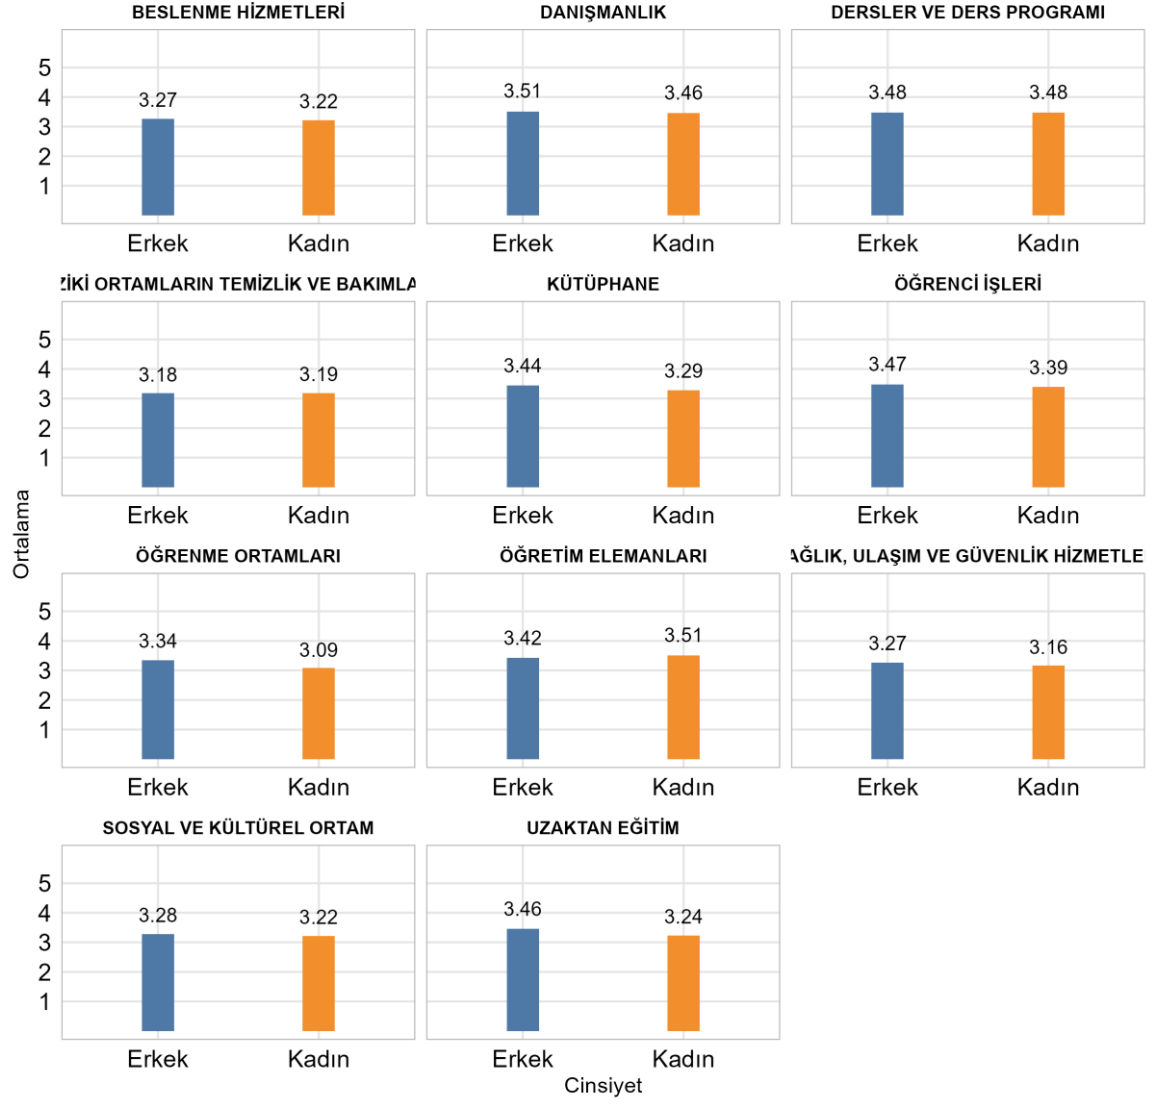 BESLENME HİZMETLERİ
DANIŞMANLIK
DERSLER VE DERS PROGRAMI
5
4
3
2
1
3.27
3.22
3.51
3.46
3.48
3.48
Erkek
Kadın
Erkek
Kadın
Erkek
Kadın
ZİKİ ORTAMLARIN TEMİZLİK VE BAKIMLA
KÜTÜPHANE
ÖĞRENCİ İŞLERİ
5
4
3
2
1
3.18
3.19
3.44
3.29
3.47
3.39
Erkek
Kadın
Erkek
Kadın
Erkek
Kadın
Ortalama
ÖĞRENME ORTAMLARI
ÖĞRETİM ELEMANLARI
AĞLIK, ULAŞIM VE GÜVENLİK HİZMETLE
5
4
3
2
1
3.34
3.09
3.42
3.51
3.27
3.16
Erkek
Kadın
Erkek
Kadın
Erkek
Kadın
SOSYAL VE KÜLTÜREL ORTAM
UZAKTAN EĞİTİM
5
4
3
2
1
3.28
3.22
3.46
3.24
Erkek
Kadın
Erkek
Kadın
Cinsiyet